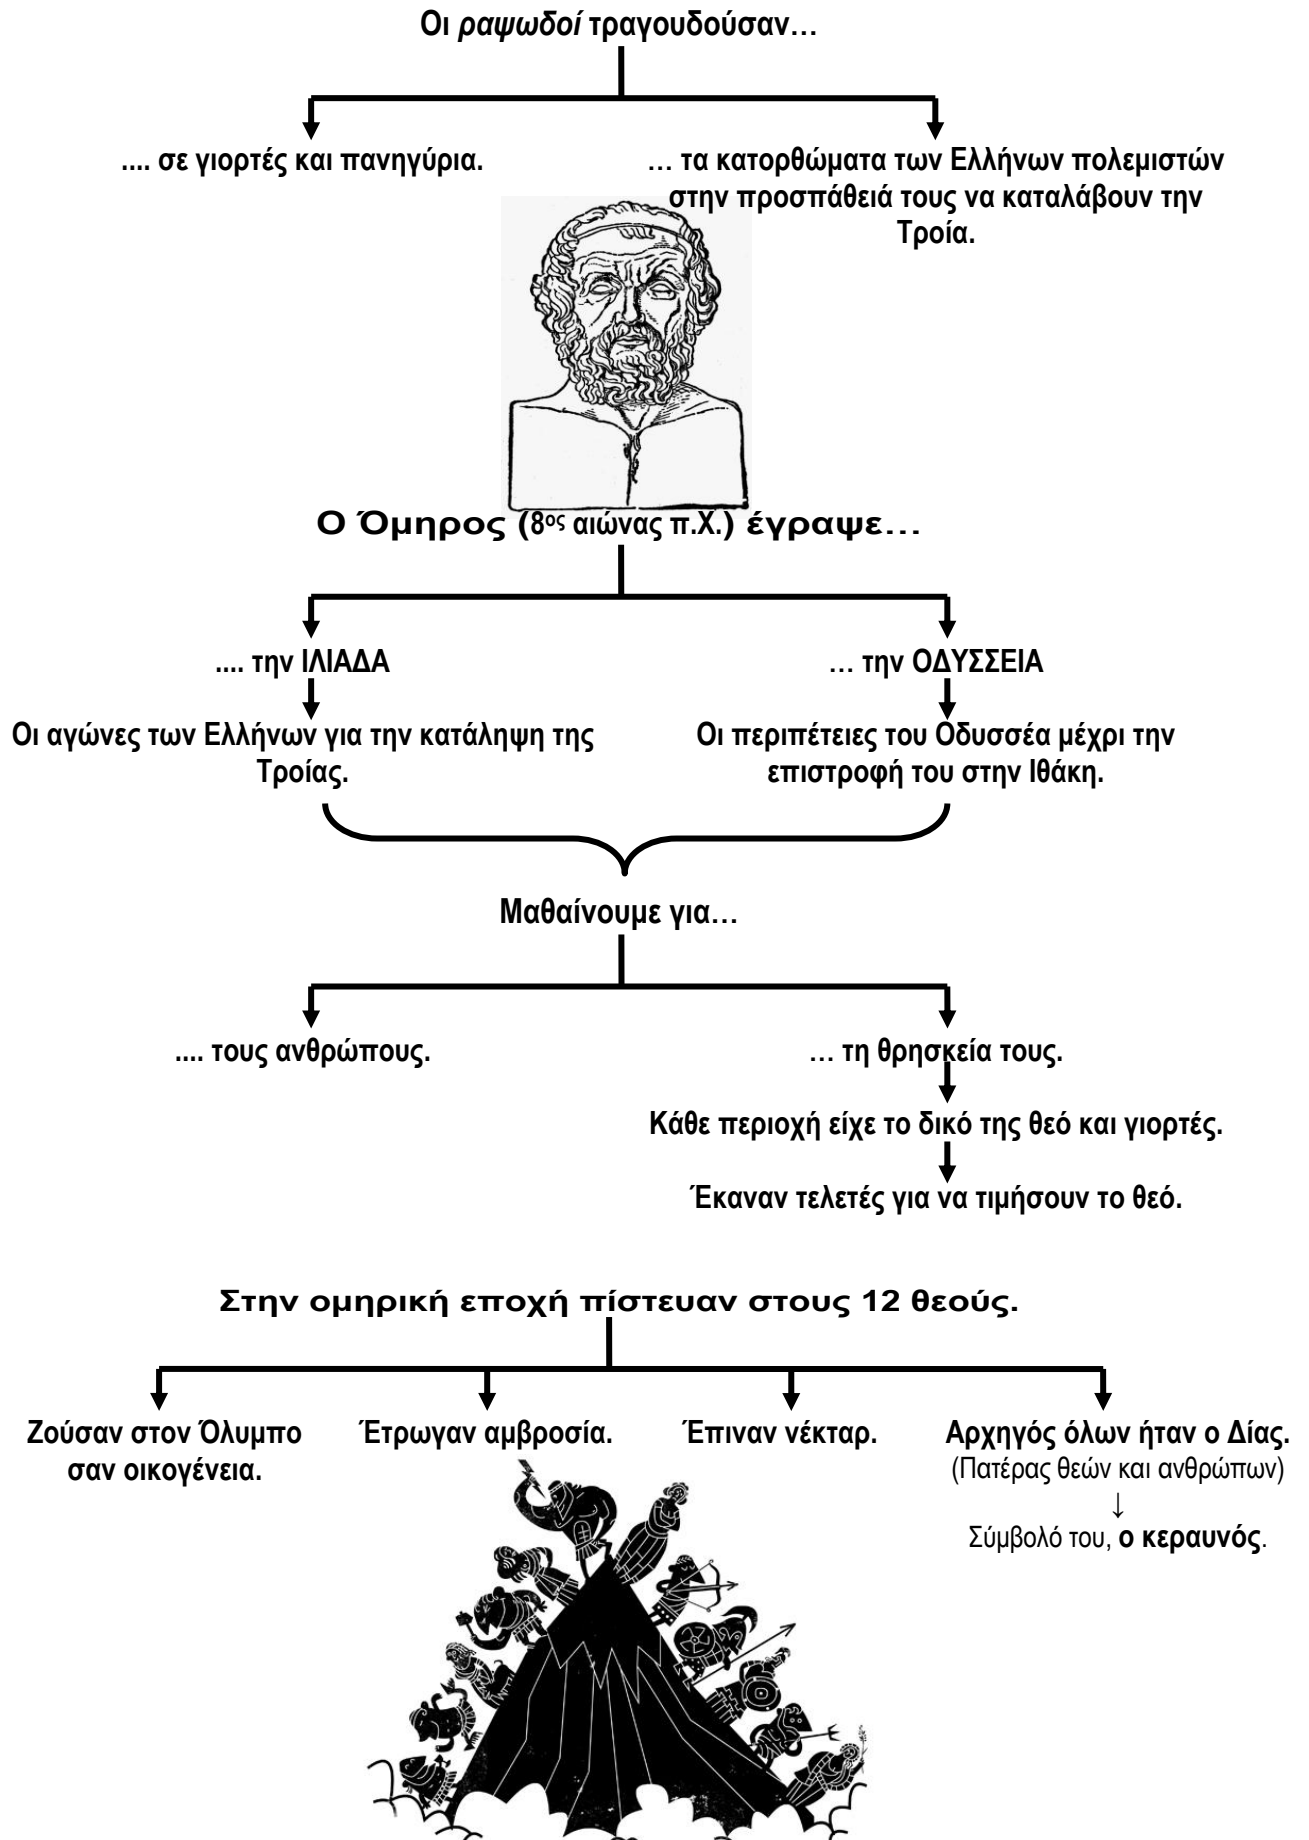 Οι ραψωδοί τραγουδούσαν…
.... σε γιορτές και πανηγύρια.
… τα κατορθώματα των Ελλήνων πολεμιστών
στην προσπάθειά τους να καταλάβουν την
Τροία.
Ο Όμηρος (8ος αιώνας π.Χ.) έγραψε…
.... την ΙΛΙΑΔΑ
… την ΟΔΥΣΣΕΙΑ
Οι αγώνες των Ελλήνων για την κατάληψη της
Τροίας.
Οι περιπέτειες του Οδυσσέα μέχρι την
επιστροφή του στην Ιθάκη.
Μαθαίνουμε για…
.... τους ανθρώπους.
… τη θρησκεία τους.
Κάθε περιοχή είχε το δικό της θεό και γιορτές.
Έκαναν τελετές για να τιμήσουν το θεό.
Στην ομηρική εποχή πίστευαν στους 12 θεούς.
Ζούσαν στον Όλυμπο
σαν οικογένεια.
Έτρωγαν αμβροσία.
Έπιναν νέκταρ.
Αρχηγός όλων ήταν ο Δίας.
(Πατέρας θεών και ανθρώπων)
↓
Σύμβολό του, ο κεραυνός.